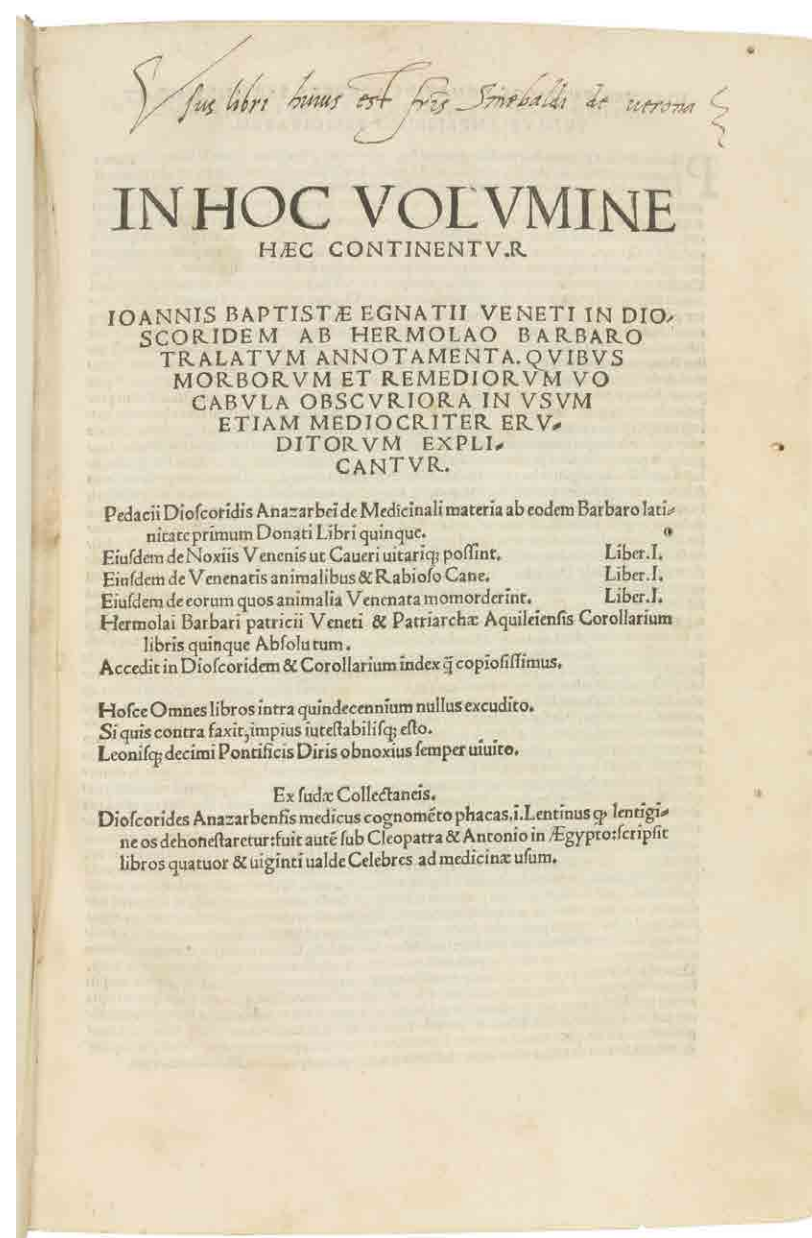 Vsus libri huius est fris Sinibaldi de uerona
IN HOC VOLVMINE
HÆC CONTINENTV.R
IOANNIS BAPTISTÆ EGNATII VENETI IN DIO⸗
SCORIDEM AB HERMOLAO BARBARO
TRALATVM ANNOTAMENTA. QVIBVS
MORBORVM ET REMEDIORVM VO
CABVLA OBSCVRIORA IN VSVM
ETIAM MEDIOCRITER ERV⸗
DITORVM EXPLI⸗
CANTVR.
Pedacii Dioſcoridis Anazarbei de Medicinali materia ab eodem Barbaro lati⸗
nitate primum Donati Libri quinque.
Eiuſdem de Noxiis Venenis ut Caueri uitariq; poſſint. Liber.I.
Eiuſdem de Venenatis animalibus & Rabioſo Cane. Liber.I.
Eiuſdem de eorum quos animalia Venenata momorderint. Liber.I.
Hermolai Barbari patricii Veneti & Patriarchæ Aquileienſis Corollarium
libris quinque Abſolutum.
Accedit in Dioſcoridem & Corollarium index q̃ copioſiſſimus.
Hoſce Omnes libros intra quindecennium nullus excudito.
Si quis contra faxit, impius iuteſtabiliſq; eſto.
Leoniſq; decimi Pontificis Diris obnoxius ſemper uiuito.
Ex ſudæ Collectaneis.
Dioſcorides Anazarbenſis medicus cognomẽto phacas, i. Lentinus q, lentigi⸗
ne os dehoneſtaretur: fuit autẽ ſub Cleopatra & Antonio in Ægypto: ſcripſit
libros quatuor & uiginti ualde Celebres ad medicinæ uſum.